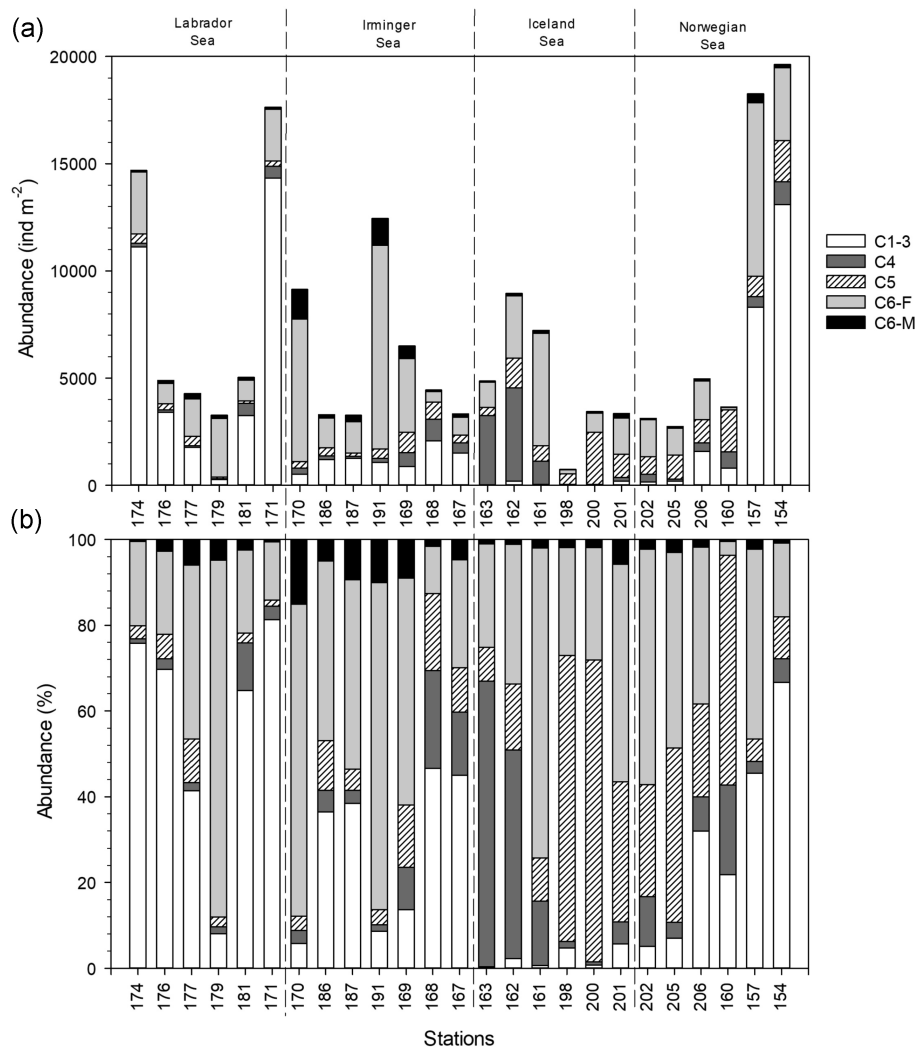 (a)
Labrador
Sea
Irminger
Sea
Iceland
Sea
Norwegian
Sea
20000
15000
10000
5000
0
Abundance (ind m-2)
C1-3
C4
C5
C6-F
C6-M
174 176 177 179 181 171 170 186 187 191 169 168 167 163 162 161 198 200 201 202 205 206 160 157 154
(b)
100
80
60
40
20
0
Abundance (%)
174 176 177 179 181 171 170 186 187 191 169 168 167 163 162 161 198 200 201 202 205 206 160 157 154
Stations